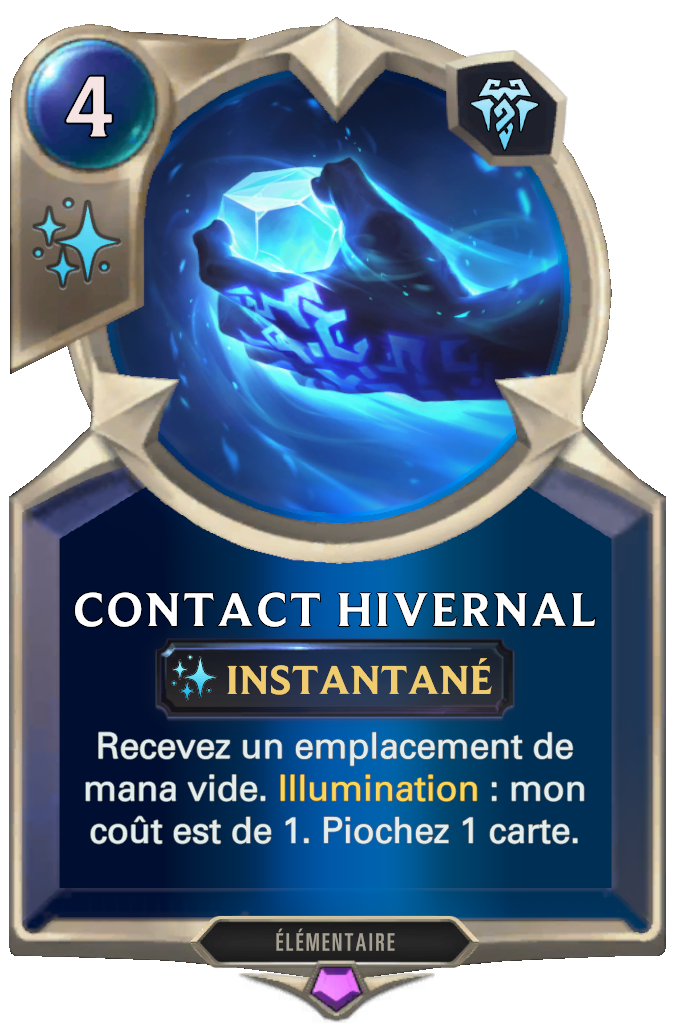 4
CONTACT HIVERNAL
INSTANTANÉ
Recevez un emplacement de
mana vide. Illumination : mon
coût est de 1. Piochez 1 carte.
ÉLÉMENTAIRE